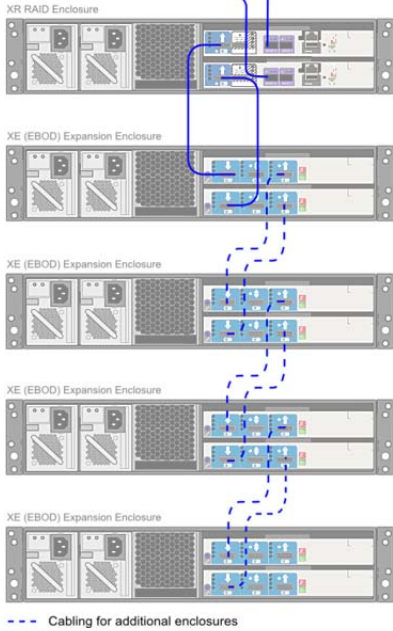 XR RAID Enclosure
XE (EBOD) Expansion Enclosure
XE (EBOD) Expansion Enclosure
XE (EBOD) Expansion Enclosure
XE (EBOD) Expansion Enclosure
Cabling for additional enclosures